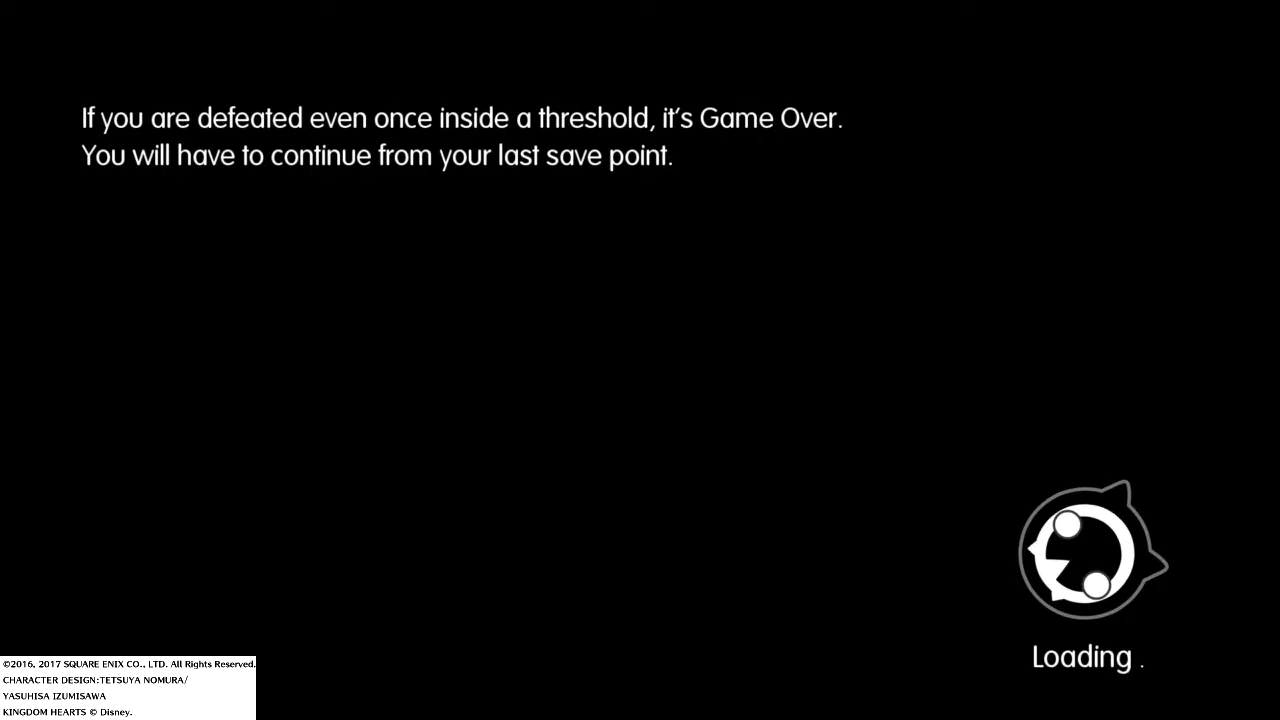 If you are defeated even once inside a threshold, it's Game Over.
You will have to continue from your last save point.
Loading .
©2016, 2017 SQUARE ENIX CO., LTD. All Rights Reserved.
CHARACTER DESIGN:TETSUYA NOMURA/
YASUHISA IZUMISAWA
KINGDOM HEARTS © Disney.